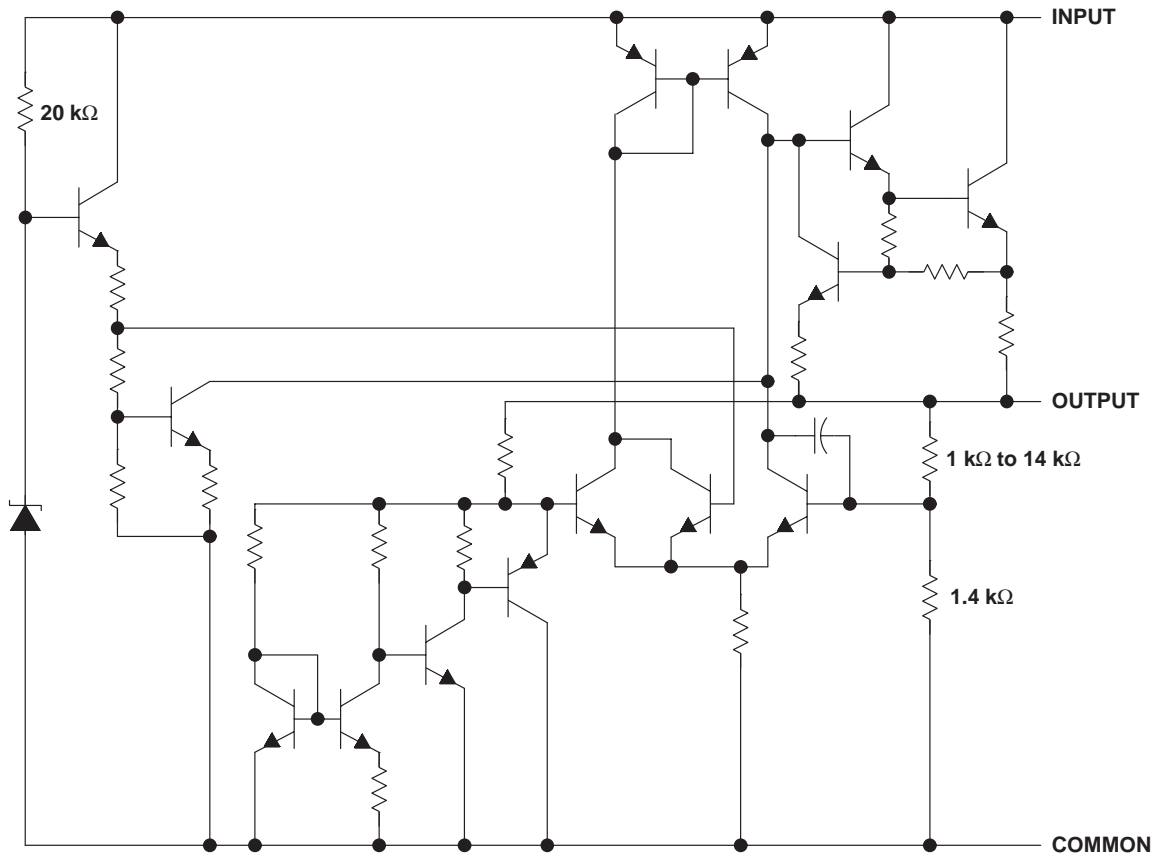 INPUT
20 kΩ
OUTPUT
1 kΩ to 14 kΩ
1.4 kΩ
COMMON